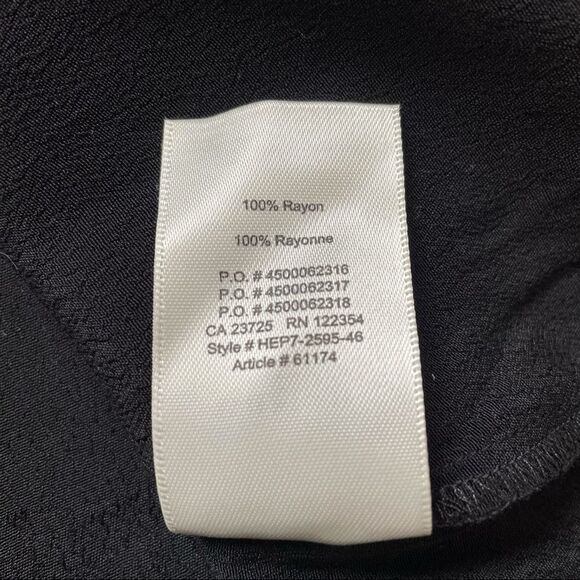 100% Rayon
100% Rayonne
P.O. # 4500062316
P.O. # 4500062317
P.O. # 4500062318
CA 23725 RN 122354
Style # HEP7-2595-46
Article # 61174